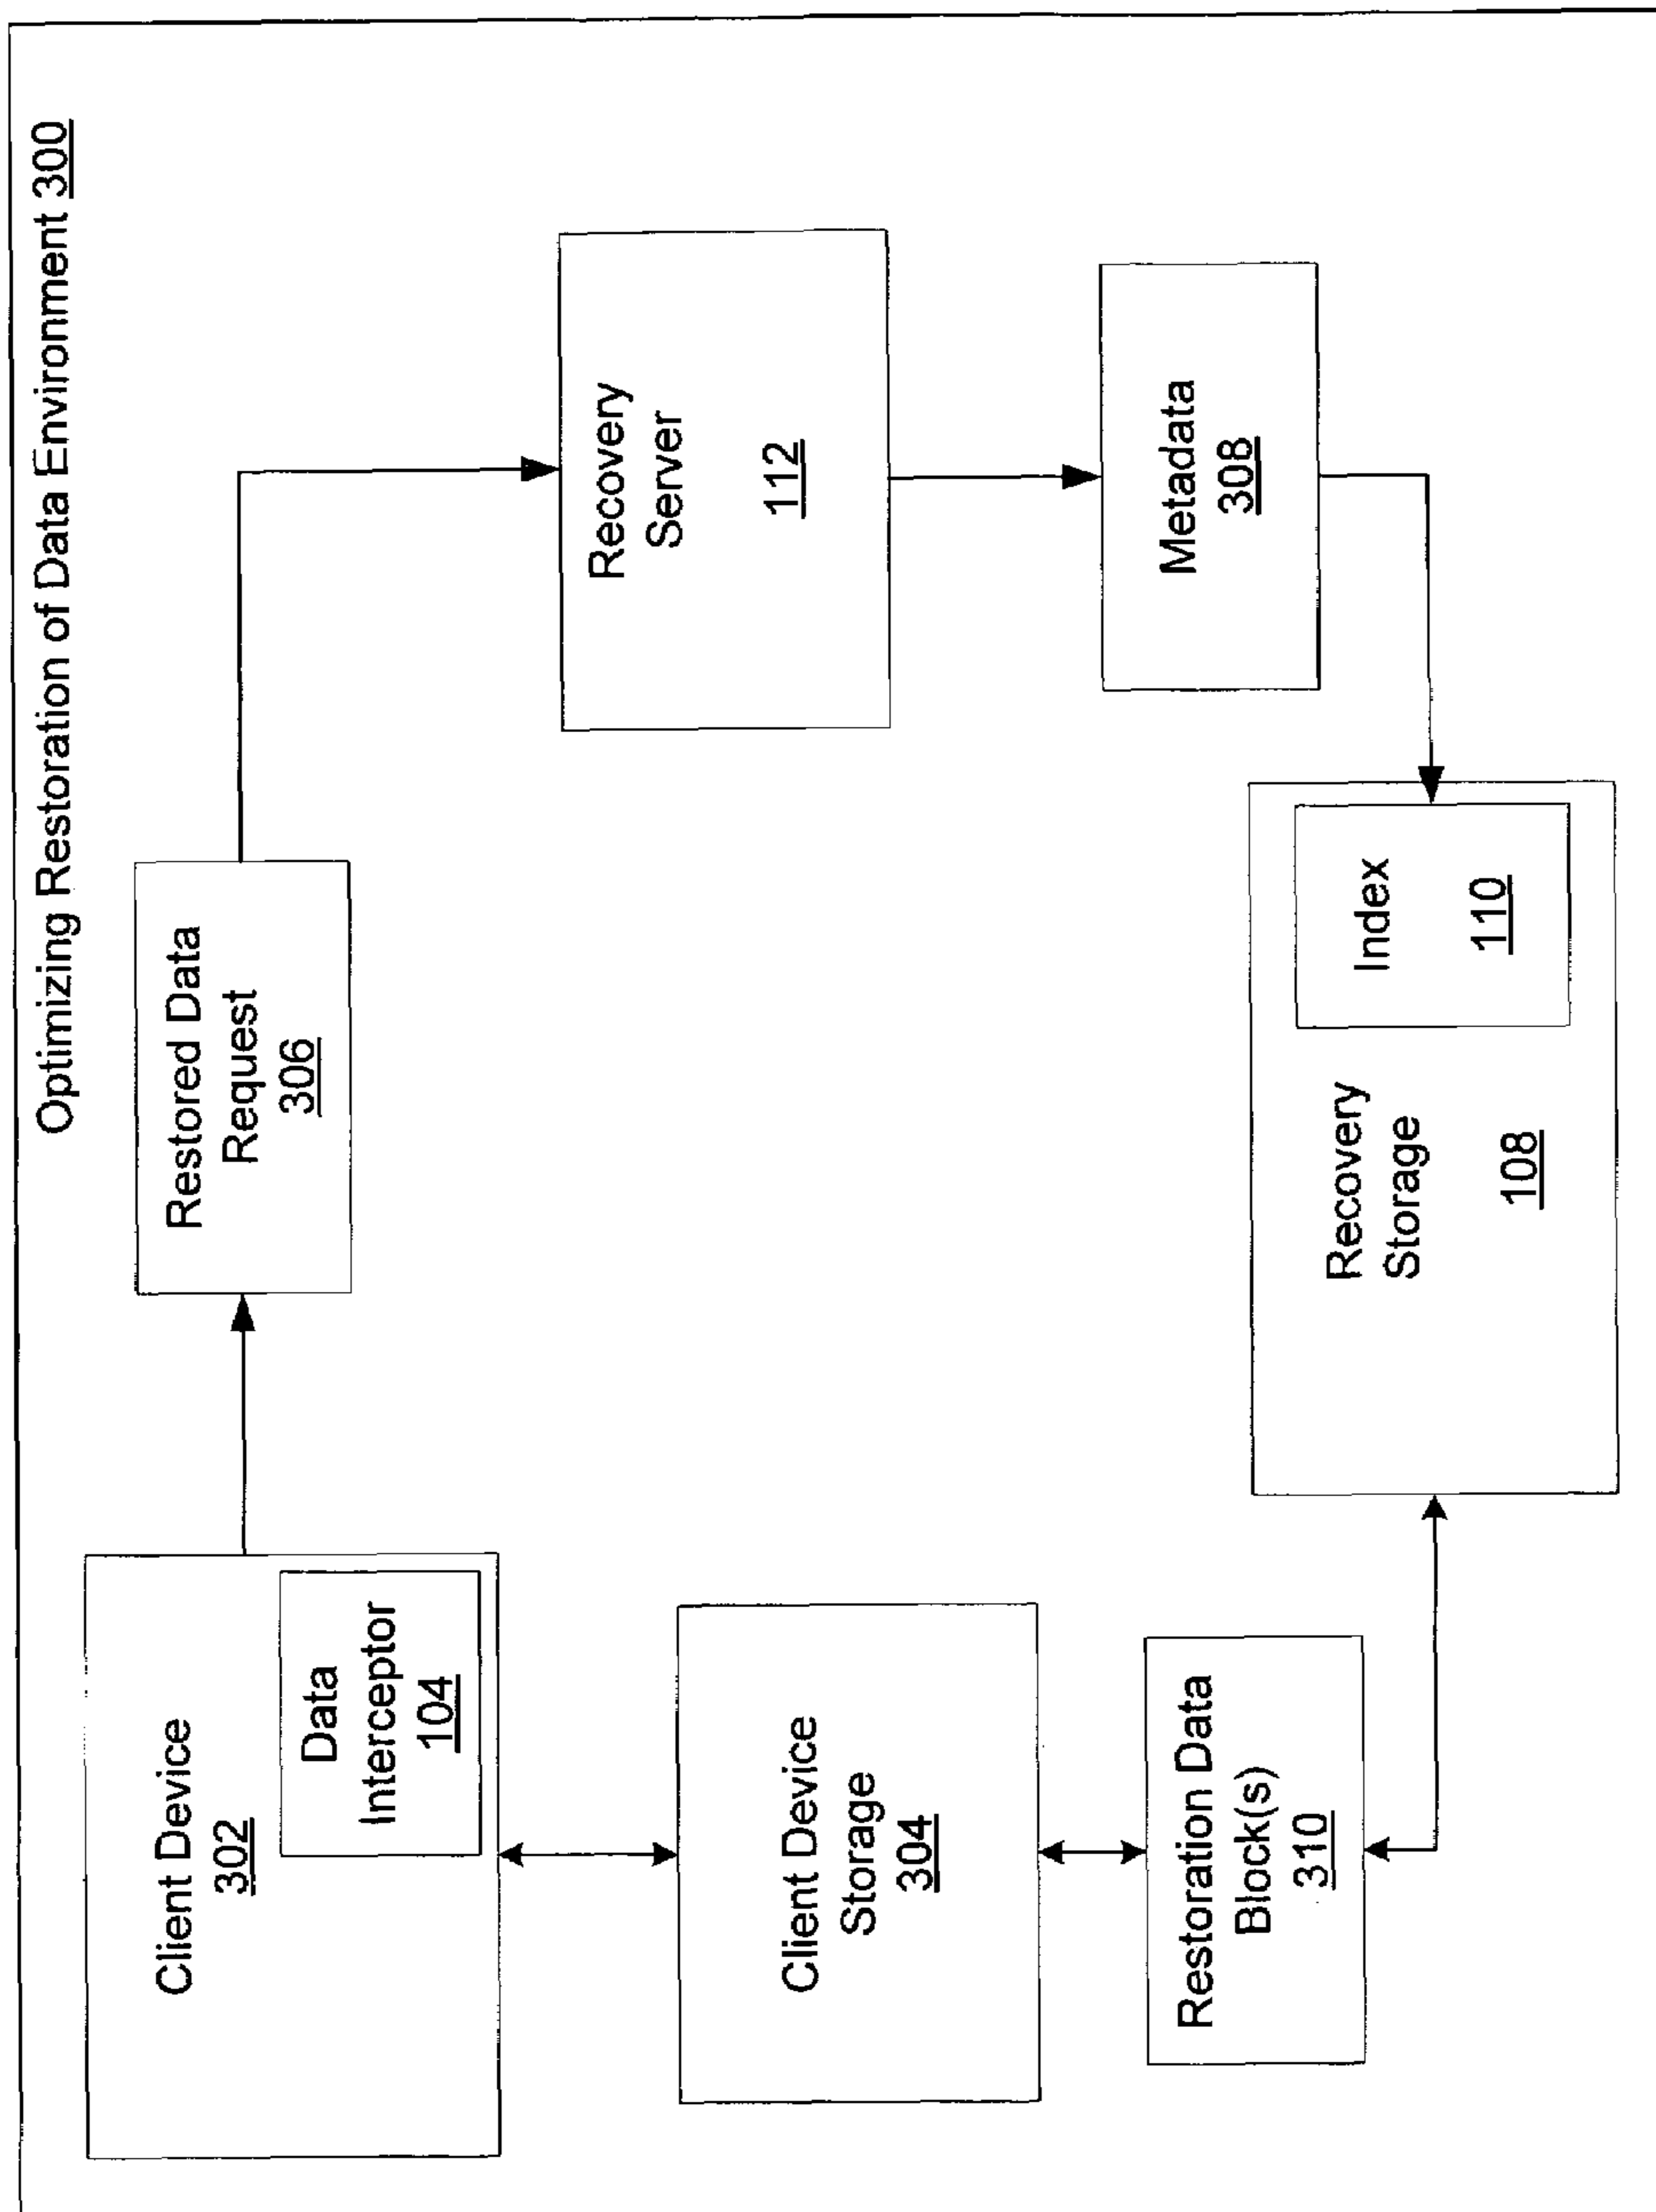 Optimizing Restoration of Data Environment 300
Client Device
302
Data
Interceptor
104
Restored Data
Request
306
Recovery
Server
112
Client Device
Storage
304
Metadata
308
Restoration Data
Block(s)
310
Recovery
Storage
108
Index
110